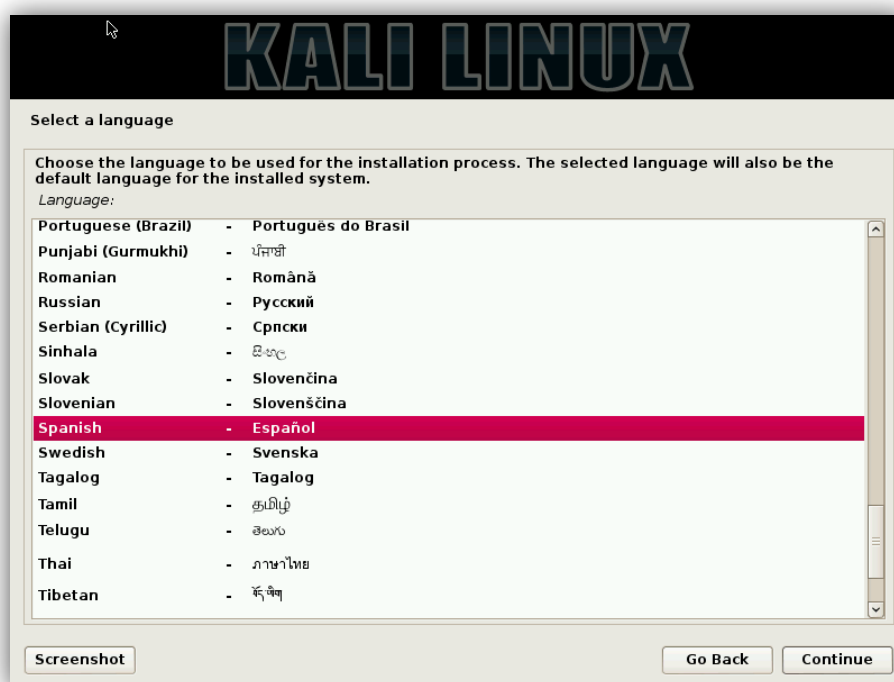 KALI LINUX
Select a language
Choose the language to be used for the installation process. The selected language will also be the
default language for the installed system.
Language:
Portuguese (Brazil) - Português do Brasil
Punjabi (Gurmukhi) - ਪੰਜਾਬੀ
Romanian - Română
Russian - Русский
Serbian (Cyrillic) - Српски
Sinhala - සිංහල
Slovak - Slovenčina
Slovenian - Slovenščina
Spanish - Español
Swedish - Svenska
Tagalog - Tagalog
Tamil - தமிழ்
Telugu - తెలుగు
Thai - ภาษาไทย
Tibetan - བོད་ཡིག
Screenshot Go Back Continue